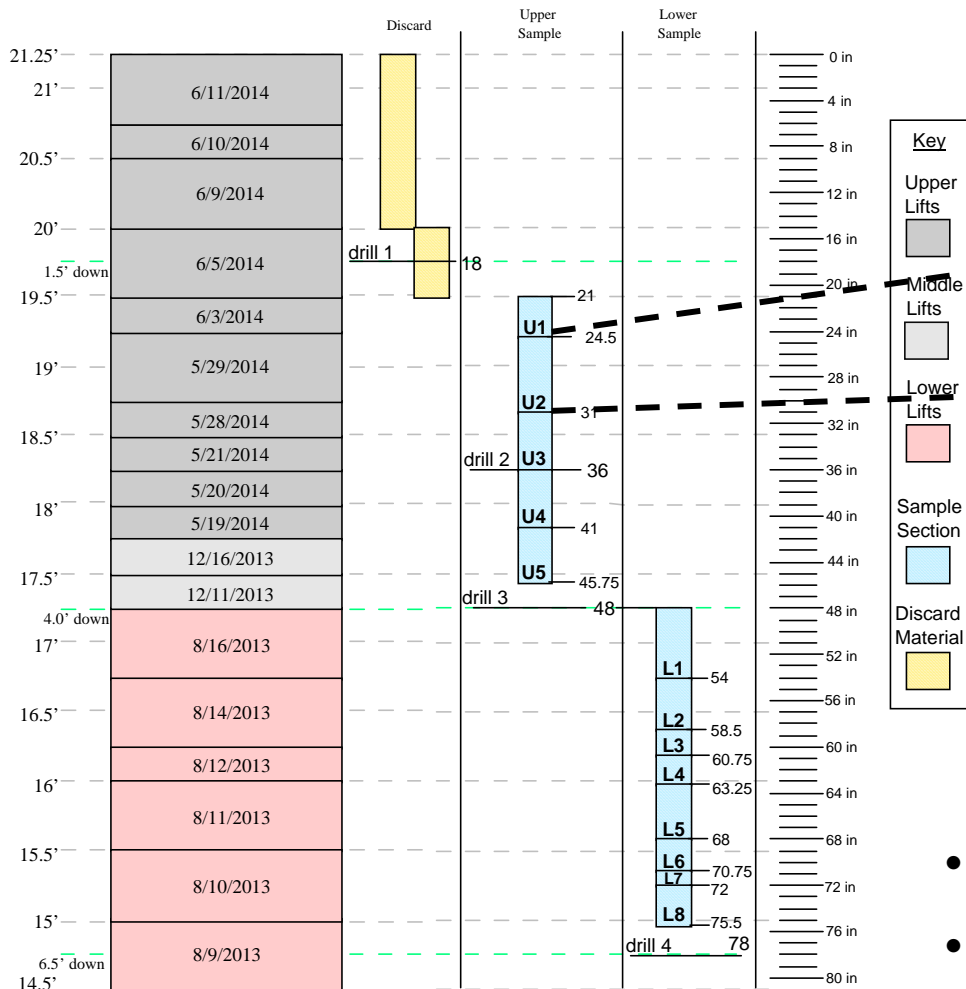 Discard
Upper
Sample
Lower
Sample
21.25'
21'
20.5'
20'
1.5' down
19.5'
19'
18.5'
18'
17.5'
4.0' down
17'
16.5'
16'
15.5'
15'
6.5' down
14.5'
6/11/2014
6/10/2014
6/9/2014
6/5/2014
6/3/2014
5/29/2014
5/28/2014
5/21/2014
5/20/2014
5/19/2014
12/16/2013
12/11/2013
8/16/2013
8/14/2013
8/12/2013
8/11/2013
8/10/2013
8/9/2013
drill 1
18
21
U1
24.5
U2
31
U3
drill 2
36
U4
41
U5
45.75
drill 3
48
L1
54
L2
58.5
L3
60.75
L4
63.25
L5
68
L6
70.75
L7
72
L8
75.5
drill 4
78
0 in
4 in
8 in
12 in
16 in
20 in
24 in
28 in
32 in
36 in
40 in
44 in
48 in
52 in
56 in
60 in
64 in
68 in
72 in
76 in
80 in
Key
Upper
Lifts
Middle
Lifts
Lower
Lifts
Sample
Section
Discard
Material